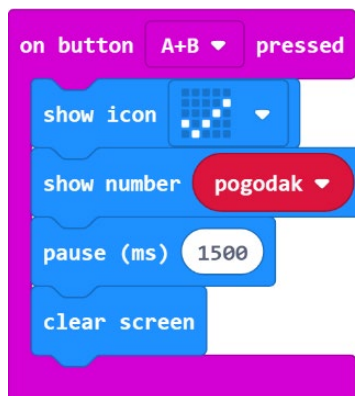 on button A+B pressed
show icon
show number pogodak
pause (ms) 1500
clear screen